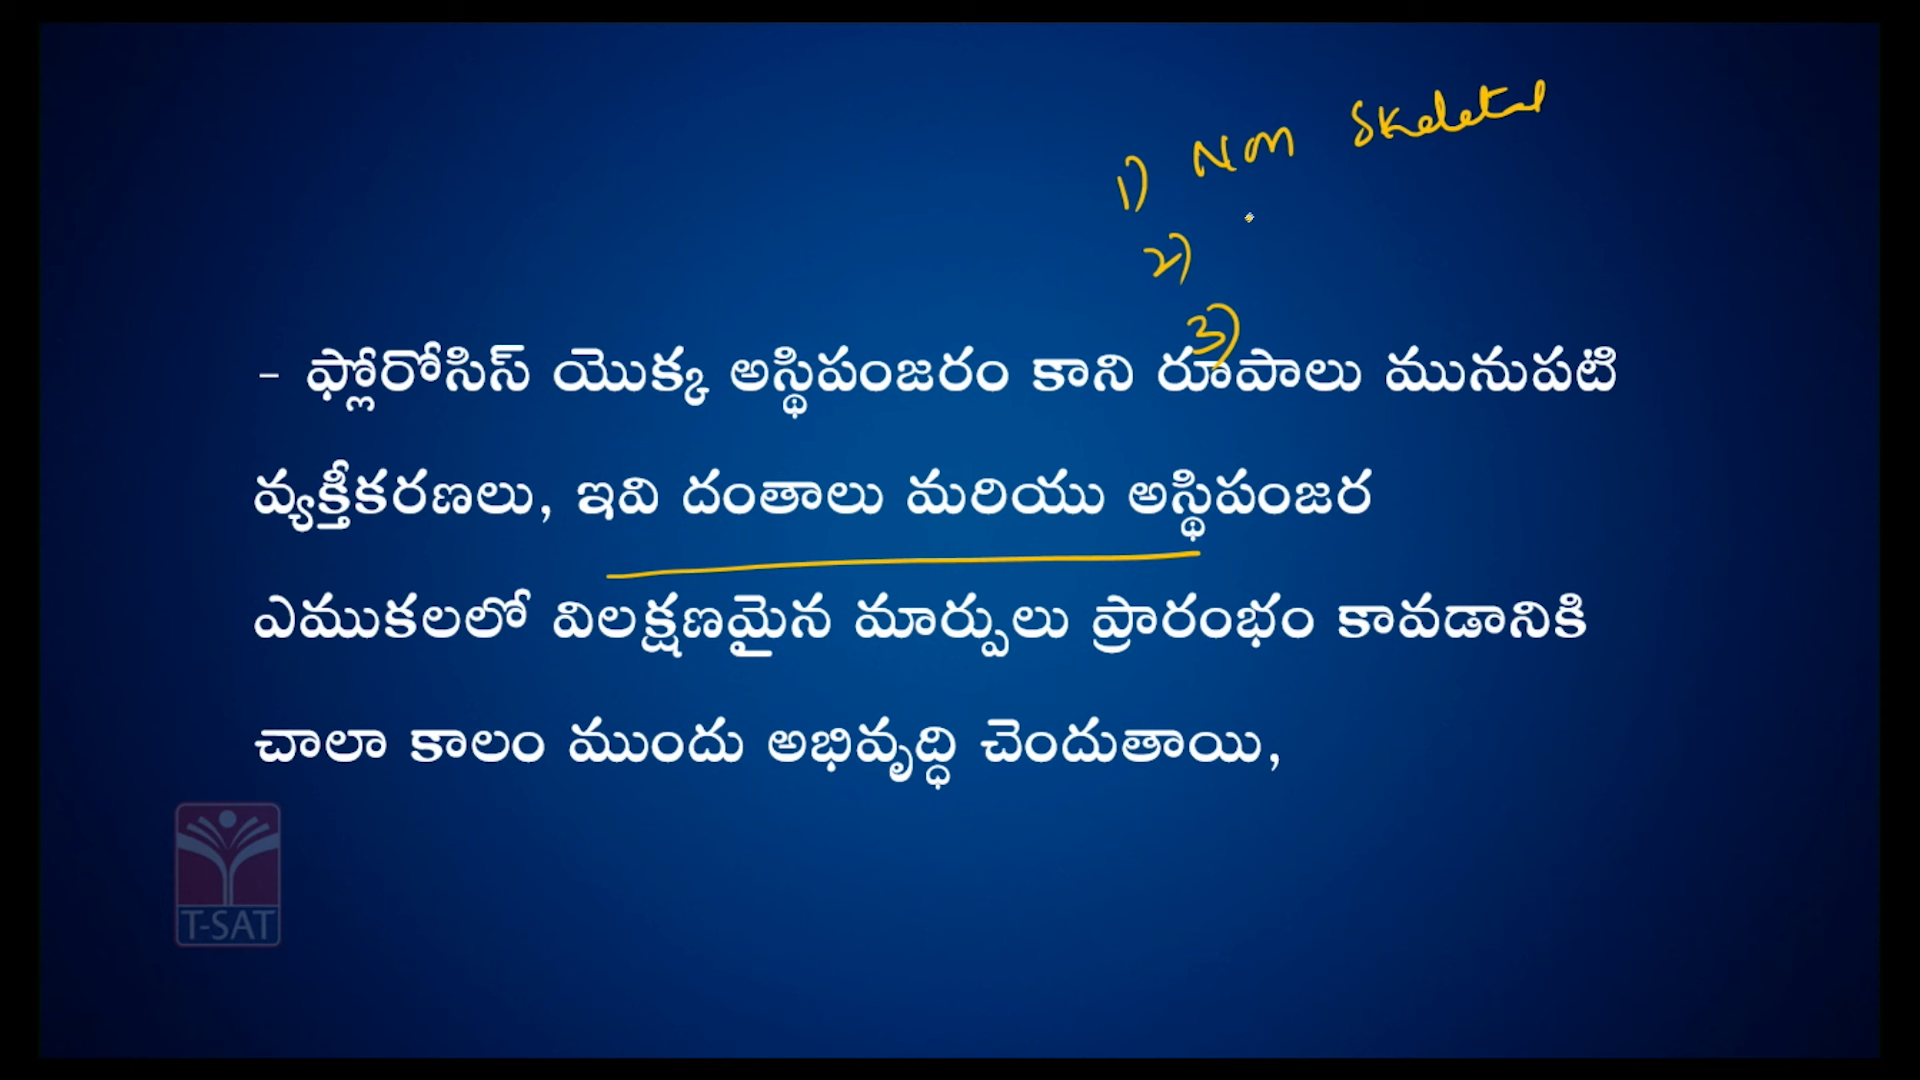 1) Non Skeletal
2)
3)
- ఫ్లోరోసిస్ యొక్క అస్థిపంజరం కాని రూపాలు మునుపటి
వ్యక్తీకరణలు, ఇవి దంతాలు మరియు అస్థిపంజర
ఎముకలలో విలక్షణమైన మార్పులు ప్రారంభం కావడానికి
చాలా కాలం ముందు అభివృద్ధి చెందుతాయి,
T-SAT